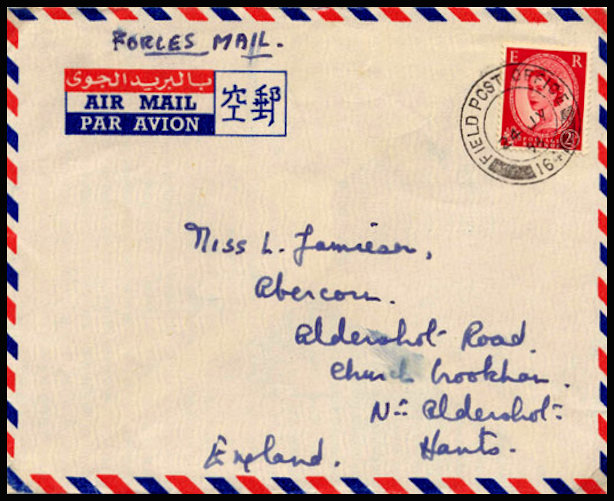 FORCES MAIL.
بالبريد الجوى
AIR MAIL
PAR AVION
空郵
E R
FIELD POST OFFICE
Miss L. Jamieson,
Abercorn.
Aldershot Road.
Church Crookham.
Nr. Aldershot
Hants.
England.